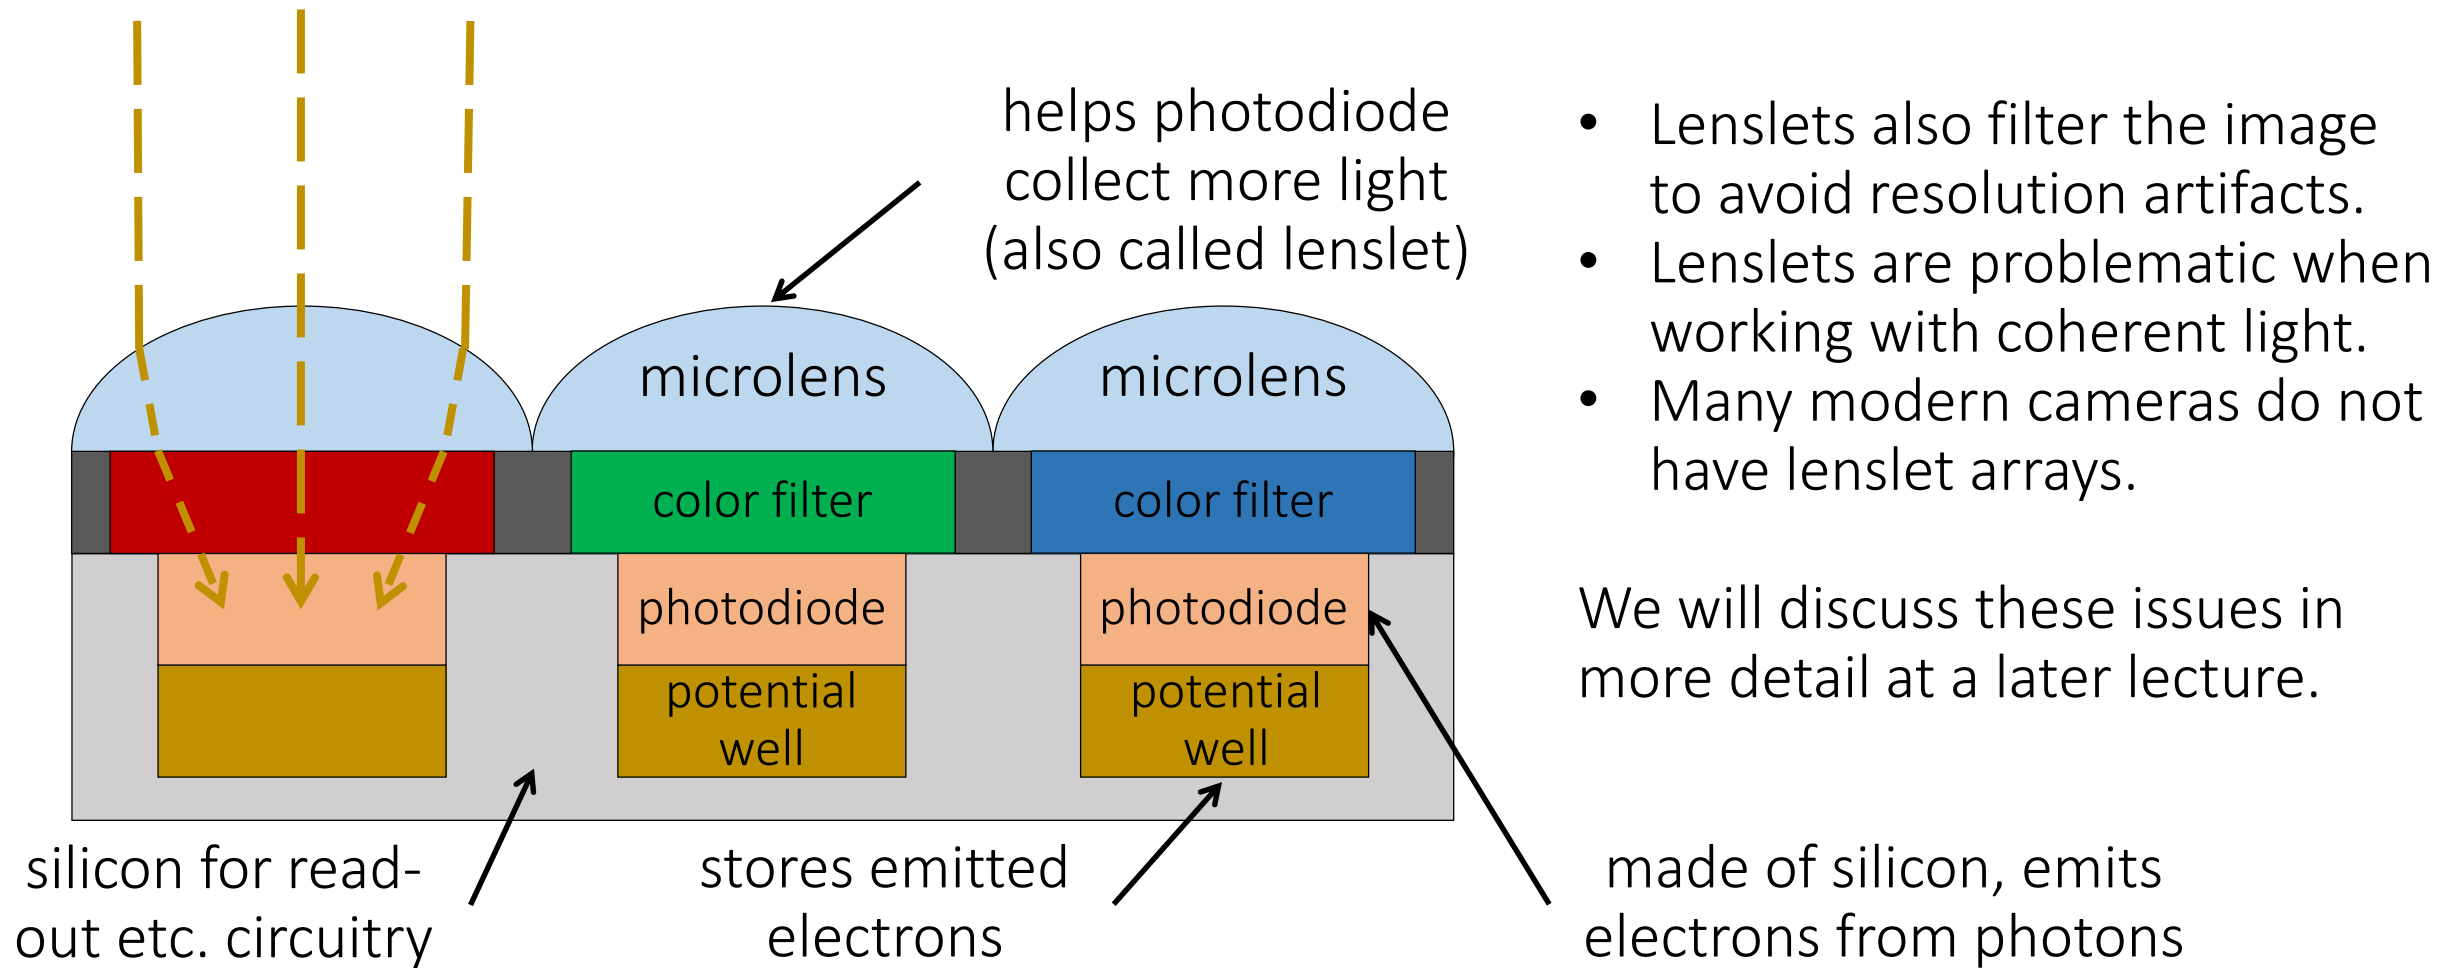 helps photodiode
collect more light
(also called lenslet)
microlens
microlens
color filter
color filter
photodiode
photodiode
potential
well
potential
well
silicon for read-
out etc. circuitry
stores emitted
electrons
made of silicon, emits
electrons from photons
• Lenslets also filter the image
to avoid resolution artifacts.
• Lenslets are problematic when
working with coherent light.
• Many modern cameras do not
have lenslet arrays.
We will discuss these issues in
more detail at a later lecture.